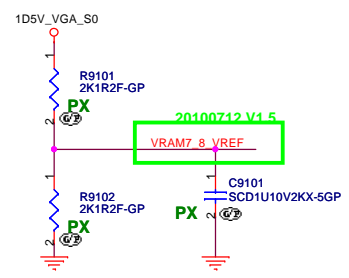 1D5V_VGA_S0
1
R9101
2K1R2F-GP
PX
2
G/P
20100712 V1.5
VRAM7_8_VREF
1
R9102
2K1R2F-GP
PX
2
G/P
1
C9101
SCD1U10V2KX-5GP
PX
2
G/P